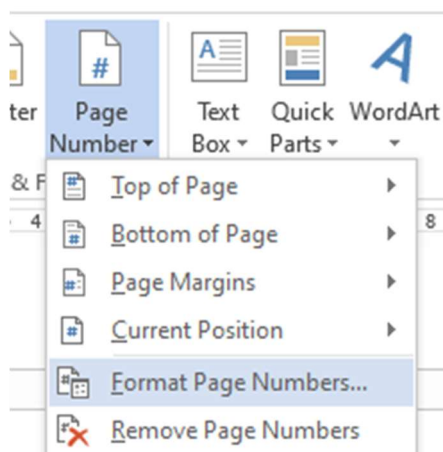 ter Page Text Quick WordArt
Number Box Parts
& F
Top of Page
4 8
Bottom of Page
Page Margins
Current Position
Format Page Numbers...
Remove Page Numbers